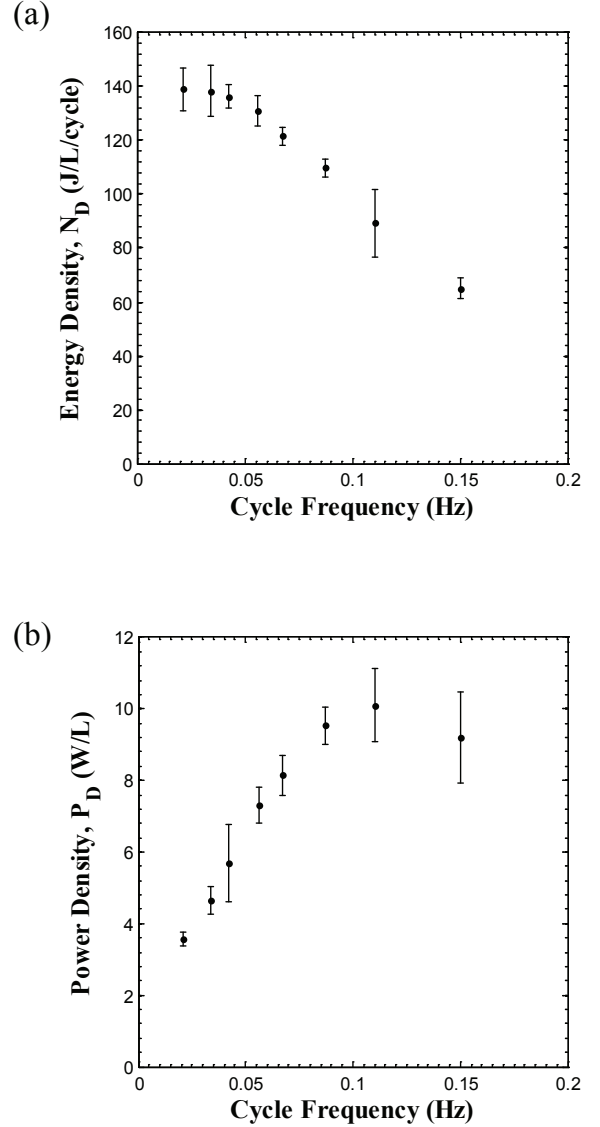 (a)
160
140
120
100
80
60
40
20
0
Energy Density, N_D (J/L/cycle)
0 0.05 0.1 0.15 0.2
Cycle Frequency (Hz)
(b)
12
10
8
6
4
2
0
Power Density, P_D (W/L)
0 0.05 0.1 0.15 0.2
Cycle Frequency (Hz)